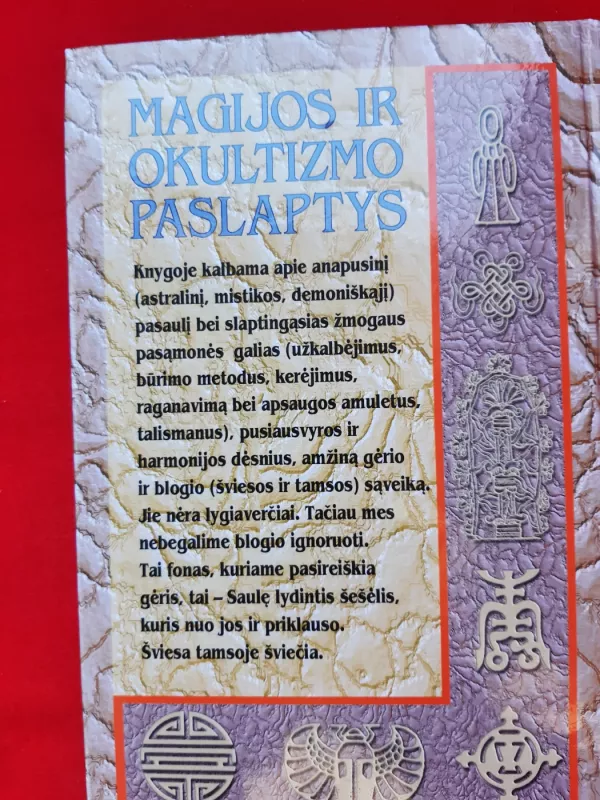 MAGIJOS IR
OKULTIZMO
PASLAPTYS
Knygoje kalbama apie anapusinį
(astralinį, mistikos, demoniškąjį)
pasaulį bei slaptingąsias žmogaus
pasąmonės galias (užkalbėjimus,
būrimo metodus, kerėjimus,
raganavimą bei apsaugos amuletus,
talismanus), pusiausvyros ir
harmonijos dėsnius, amžiną gėrio
ir blogio (šviesos ir tamsos) sąveiką.
Jie nėra lygiaverčiai. Tačiau mes
nebegalime blogio ignoruoti.
Tai fonas, kuriame pasireiškia
gėris, tai – Saulę lydintis šešėlis,
kuris nuo jos ir priklauso.
Šviesa tamsoje šviečia.